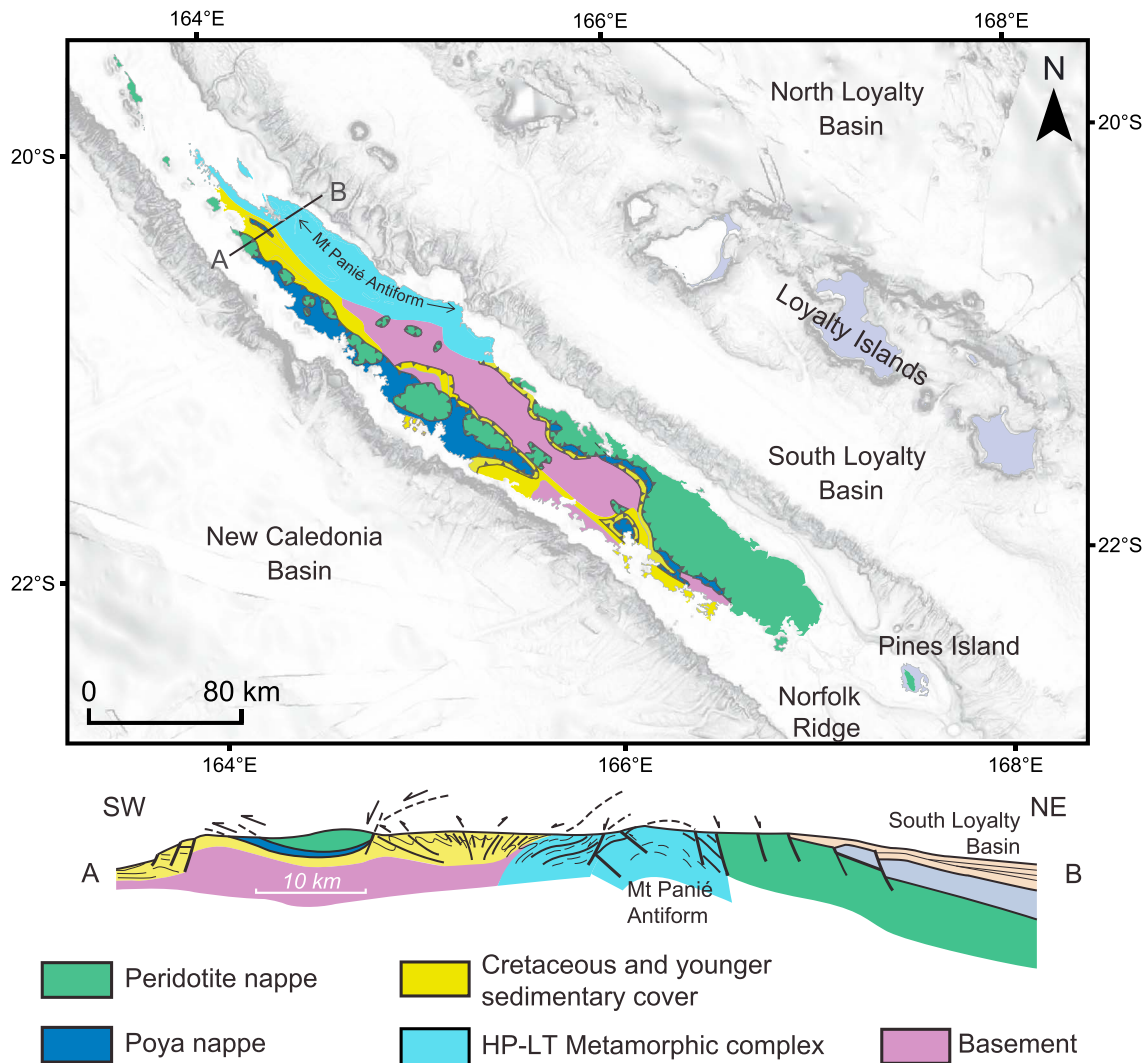 164°E
166°E
168°E
N
North Loyalty
Basin
20°S
20°S
B
A
Mt Panié Antiform
Loyalty Islands
South Loyalty
Basin
New Caledonia
Basin
22°S
22°S
Pines Island
0
80 km
Norfolk
Ridge
164°E
166°E
168°E
SW
NE
South Loyalty
Basin
A
B
10 km
Mt Panié
Antiform
Peridotite nappe
Cretaceous and younger
sedimentary cover
Poya nappe
HP-LT Metamorphic complex
Basement